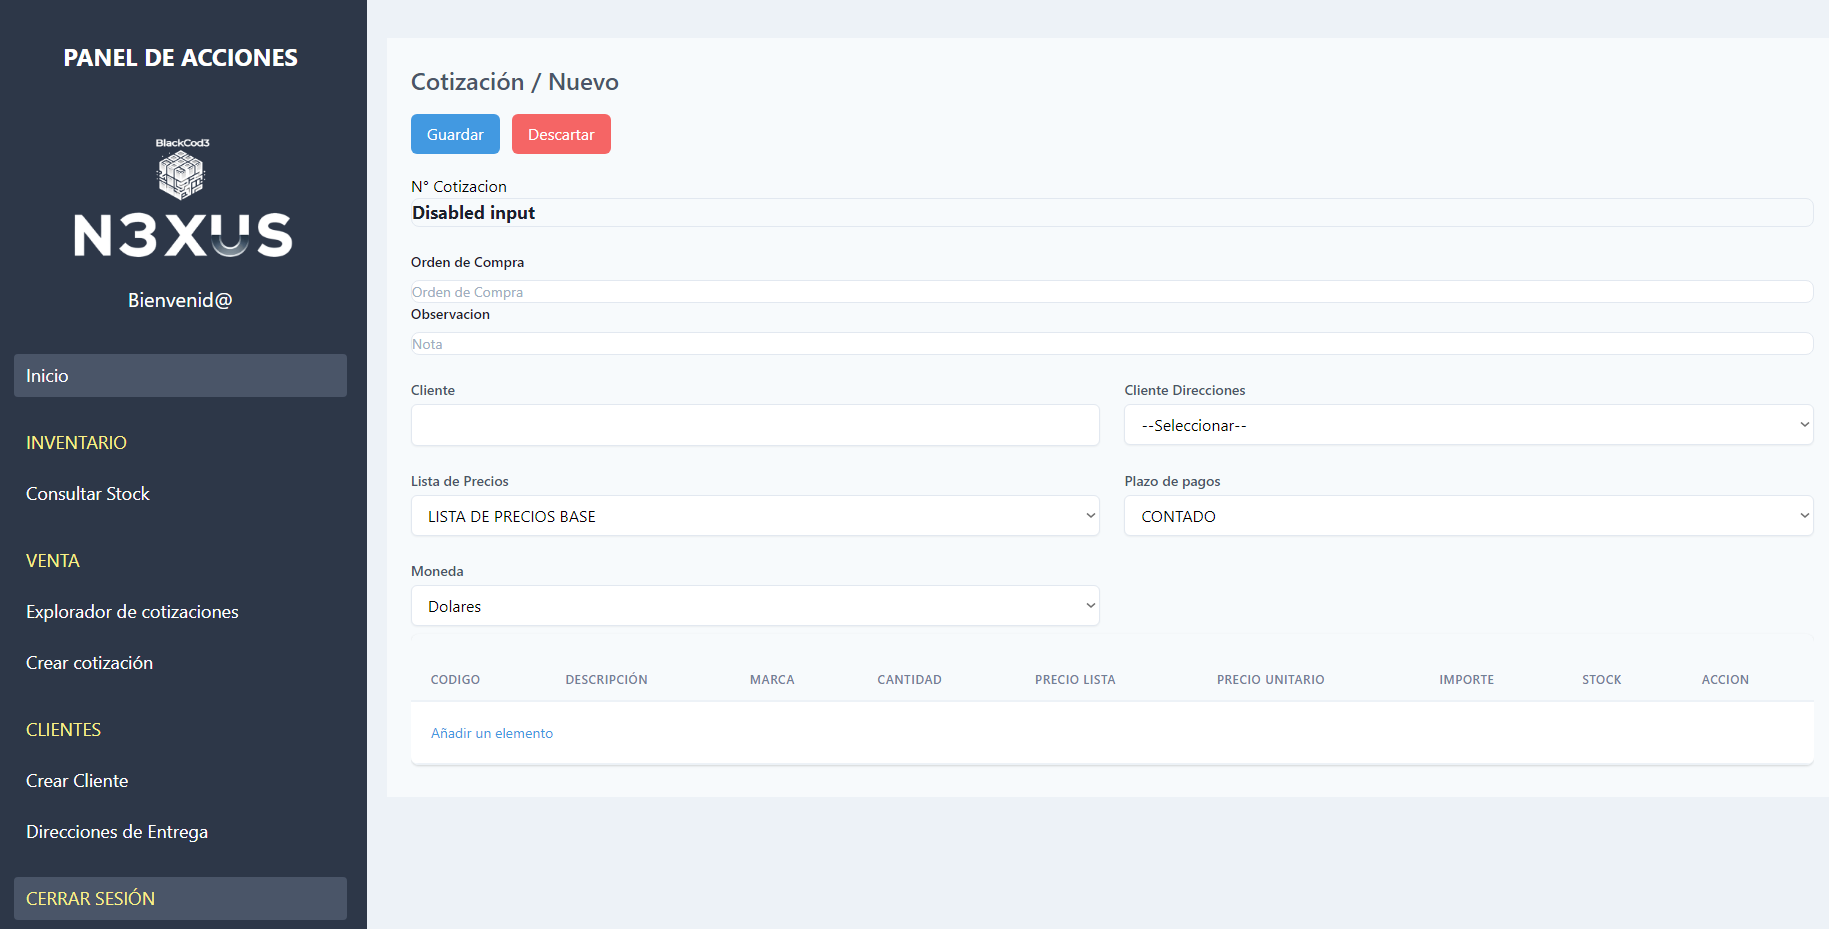 PANEL DE ACCIONES
BlackCod3
N3XUS
Bienvenid@
Inicio
INVENTARIO
Consultar Stock
VENTA
Explorador de cotizaciones
Crear cotización
CLIENTES
Crear Cliente
Direcciones de Entrega
CERRAR SESIÓN
Cotización / Nuevo
Guardar Descartar
N° Cotizacion
Disabled input
Orden de Compra
Orden de Compra
Observacion
Nota
Cliente Cliente Direcciones
--Seleccionar--
Lista de Precios Plazo de pagos
LISTA DE PRECIOS BASE CONTADO
Moneda
Dolares
CODIGO DESCRIPCIÓN MARCA CANTIDAD PRECIO LISTA PRECIO UNITARIO IMPORTE STOCK ACCION
Añadir un elemento